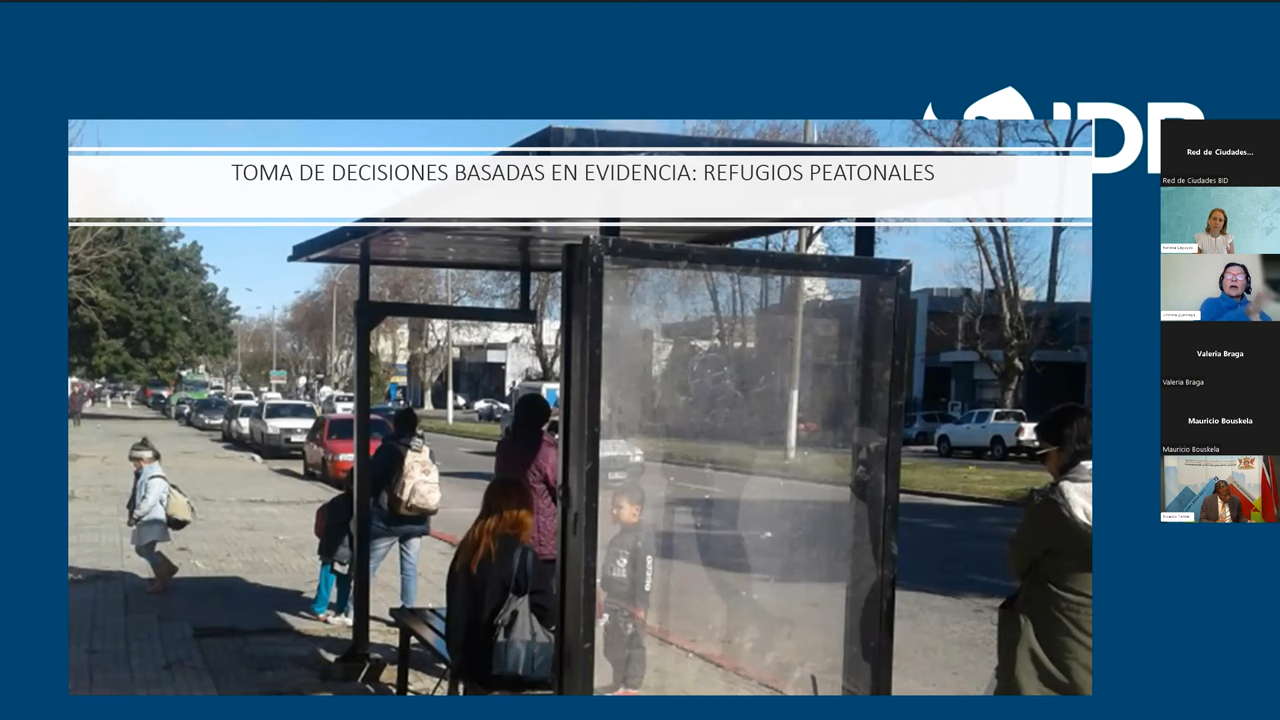 TOMA DE DECISIONES BASADAS EN EVIDENCIA: REFUGIOS PEATONALES
Red de Ciudades...
Red de Ciudades BID
Valeria Braga
Valeria Braga
Mauricio Bouskela
Mauricio Bouskela